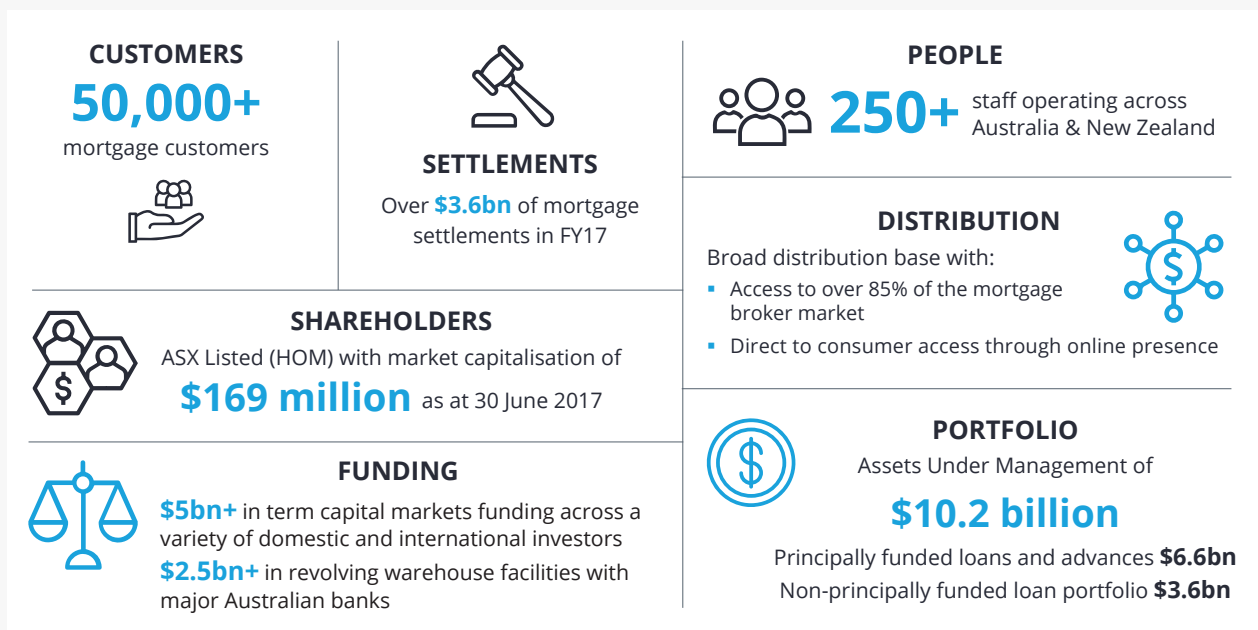 CUSTOMERS
50,000+
mortgage customers
SETTLEMENTS
Over $3.6bn of mortgage
settlements in FY17
PEOPLE
250+ staff operating across
Australia & New Zealand
DISTRIBUTION
Broad distribution base with:
▪ Access to over 85% of the mortgage
broker market
▪ Direct to consumer access through online presence
$
SHAREHOLDERS
ASX Listed (HOM) with market capitalisation of
$169 million as at 30 June 2017
$
FUNDING
$5bn+ in term capital markets funding across a
variety of domestic and international investors
$2.5bn+ in revolving warehouse facilities with
major Australian banks
$
PORTFOLIO
Assets Under Management of
$10.2 billion
Principally funded loans and advances $6.6bn
Non-principally funded loan portfolio $3.6bn